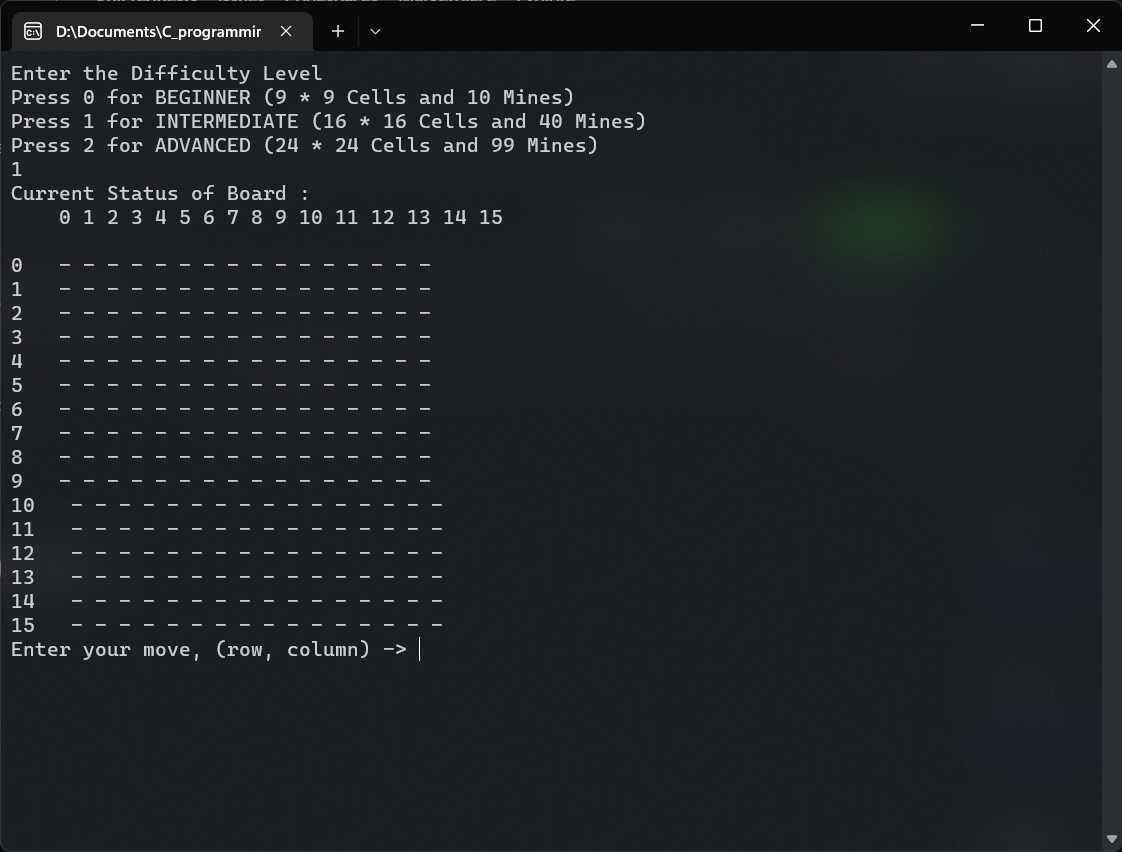 D:\Documents\C_programmir
Enter the Difficulty Level
Press 0 for BEGINNER (9 * 9 Cells and 10 Mines)
Press 1 for INTERMEDIATE (16 * 16 Cells and 40 Mines)
Press 2 for ADVANCED (24 * 24 Cells and 99 Mines)
1
Current Status of Board :
    0 1 2 3 4 5 6 7 8 9 10 11 12 13 14 15
0   - - - - - - - - - - - - - - - -
1   - - - - - - - - - - - - - - - -
2   - - - - - - - - - - - - - - - -
3   - - - - - - - - - - - - - - - -
4   - - - - - - - - - - - - - - - -
5   - - - - - - - - - - - - - - - -
6   - - - - - - - - - - - - - - - -
7   - - - - - - - - - - - - - - - -
8   - - - - - - - - - - - - - - - -
9   - - - - - - - - - - - - - - - -
10   - - - - - - - - - - - - - - - -
11   - - - - - - - - - - - - - - - -
12   - - - - - - - - - - - - - - - -
13   - - - - - - - - - - - - - - - -
14   - - - - - - - - - - - - - - - -
15   - - - - - - - - - - - - - - - -
Enter your move, (row, column) ->